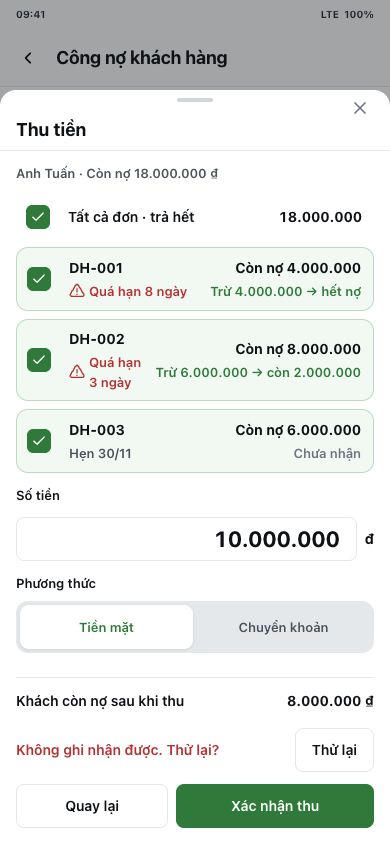 09:41
LTE 100%
Công nợ khách hàng
Thu tiền
Anh Tuấn · Còn nợ 18.000.000 ₫
Tất cả đơn · trả hết 18.000.000
DH-001 Còn nợ 4.000.000
Quá hạn 8 ngày Trừ 4.000.000 → hết nợ
DH-002 Còn nợ 8.000.000
Quá hạn
3 ngày
Trừ 6.000.000 → còn 2.000.000
DH-003 Còn nợ 6.000.000
Hẹn 30/11 Chưa nhận
Số tiền
10.000.000 đ
Phương thức
Tiền mặt Chuyển khoản
Khách còn nợ sau khi thu 8.000.000 ₫
Không ghi nhận được. Thử lại? Thử lại
Quay lại Xác nhận thu